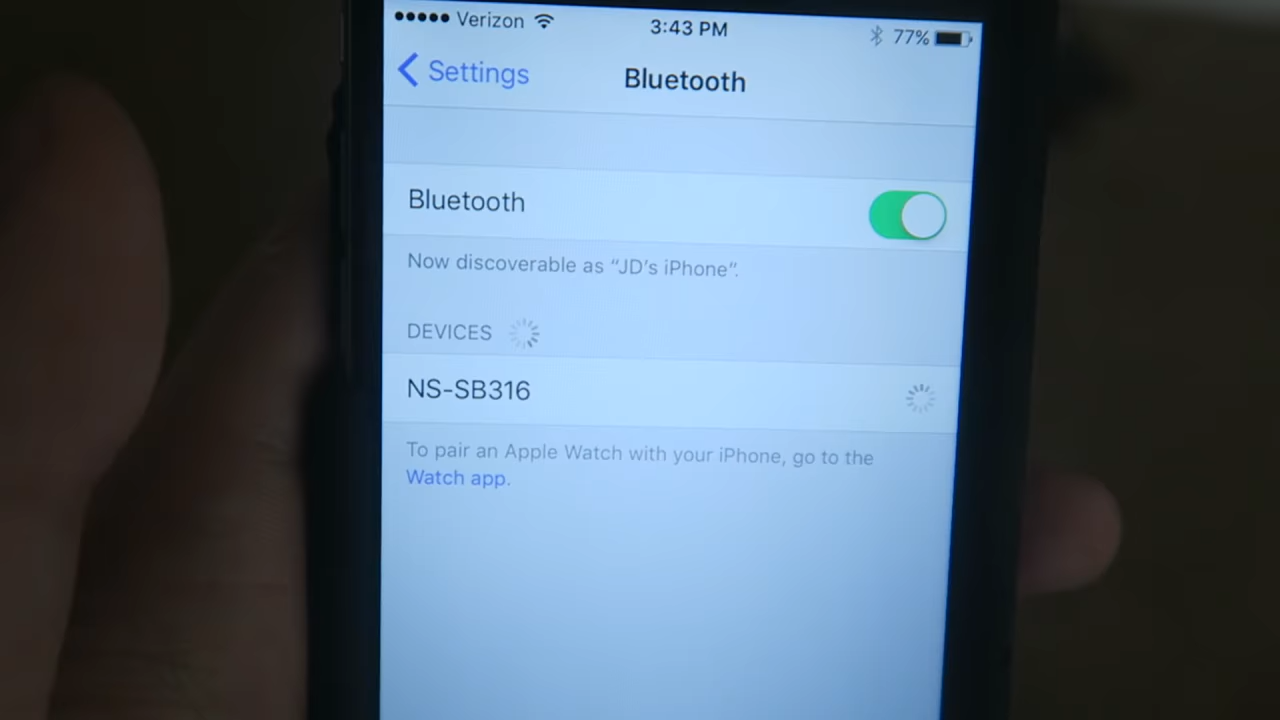 Verizon 3:43 PM 77%
Settings Bluetooth
Bluetooth
Now discoverable as “JD’s iPhone”.
DEVICES
NS-SB316
To pair an Apple Watch with your iPhone, go to the
Watch app.